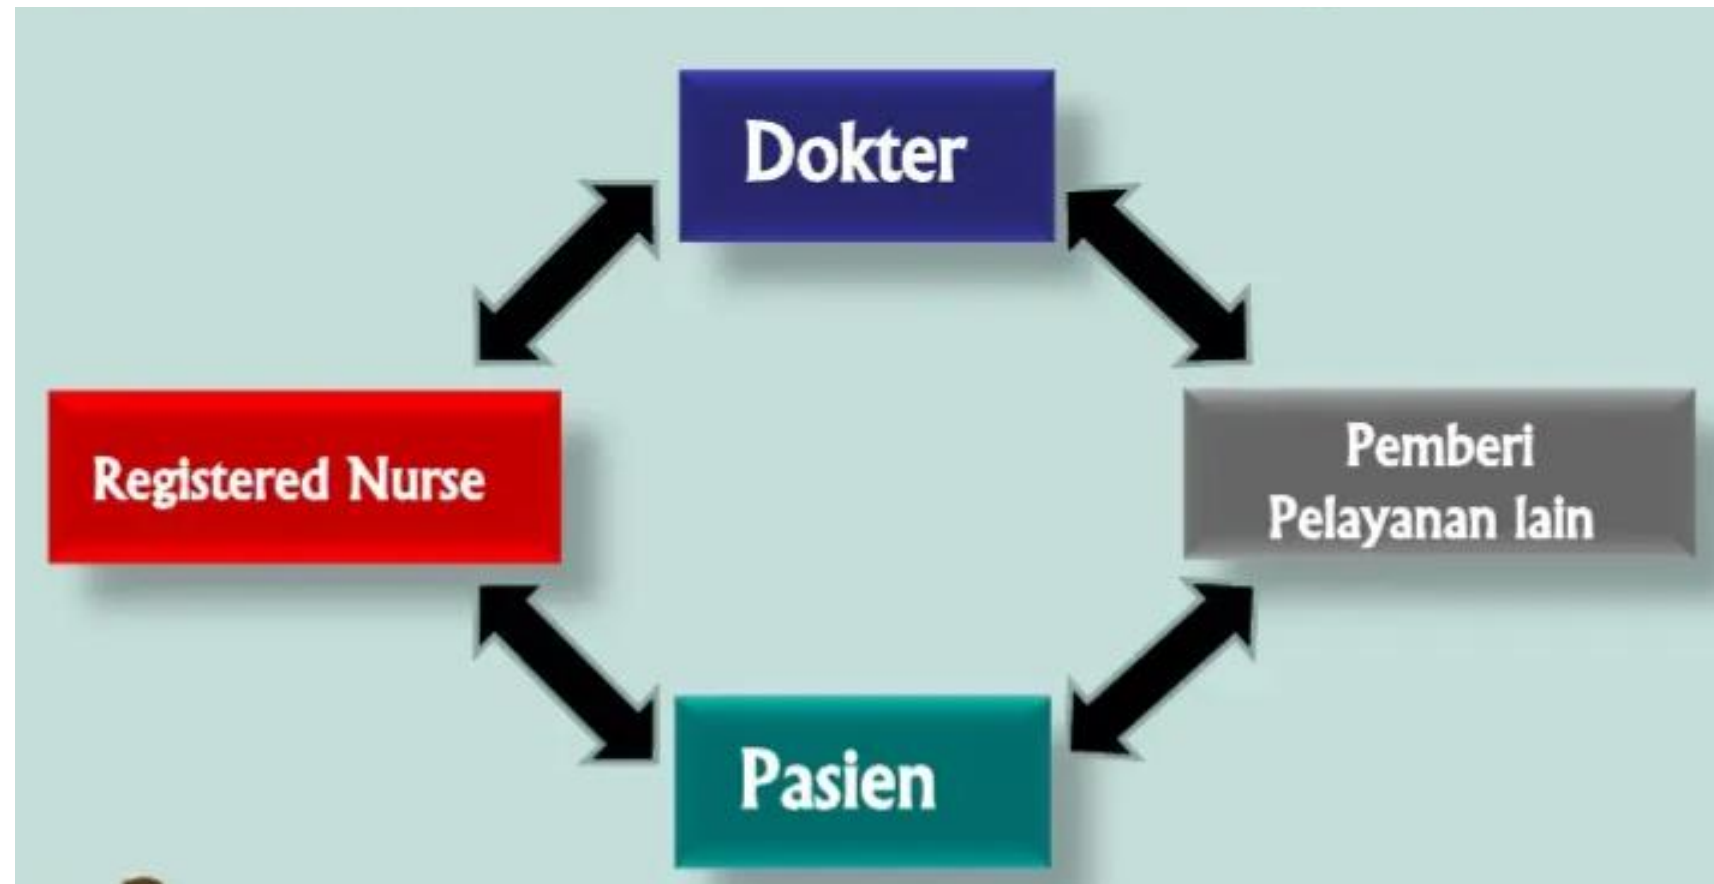 Dokter
Registered Nurse
Pemberi
Pelayanan lain
Pasien